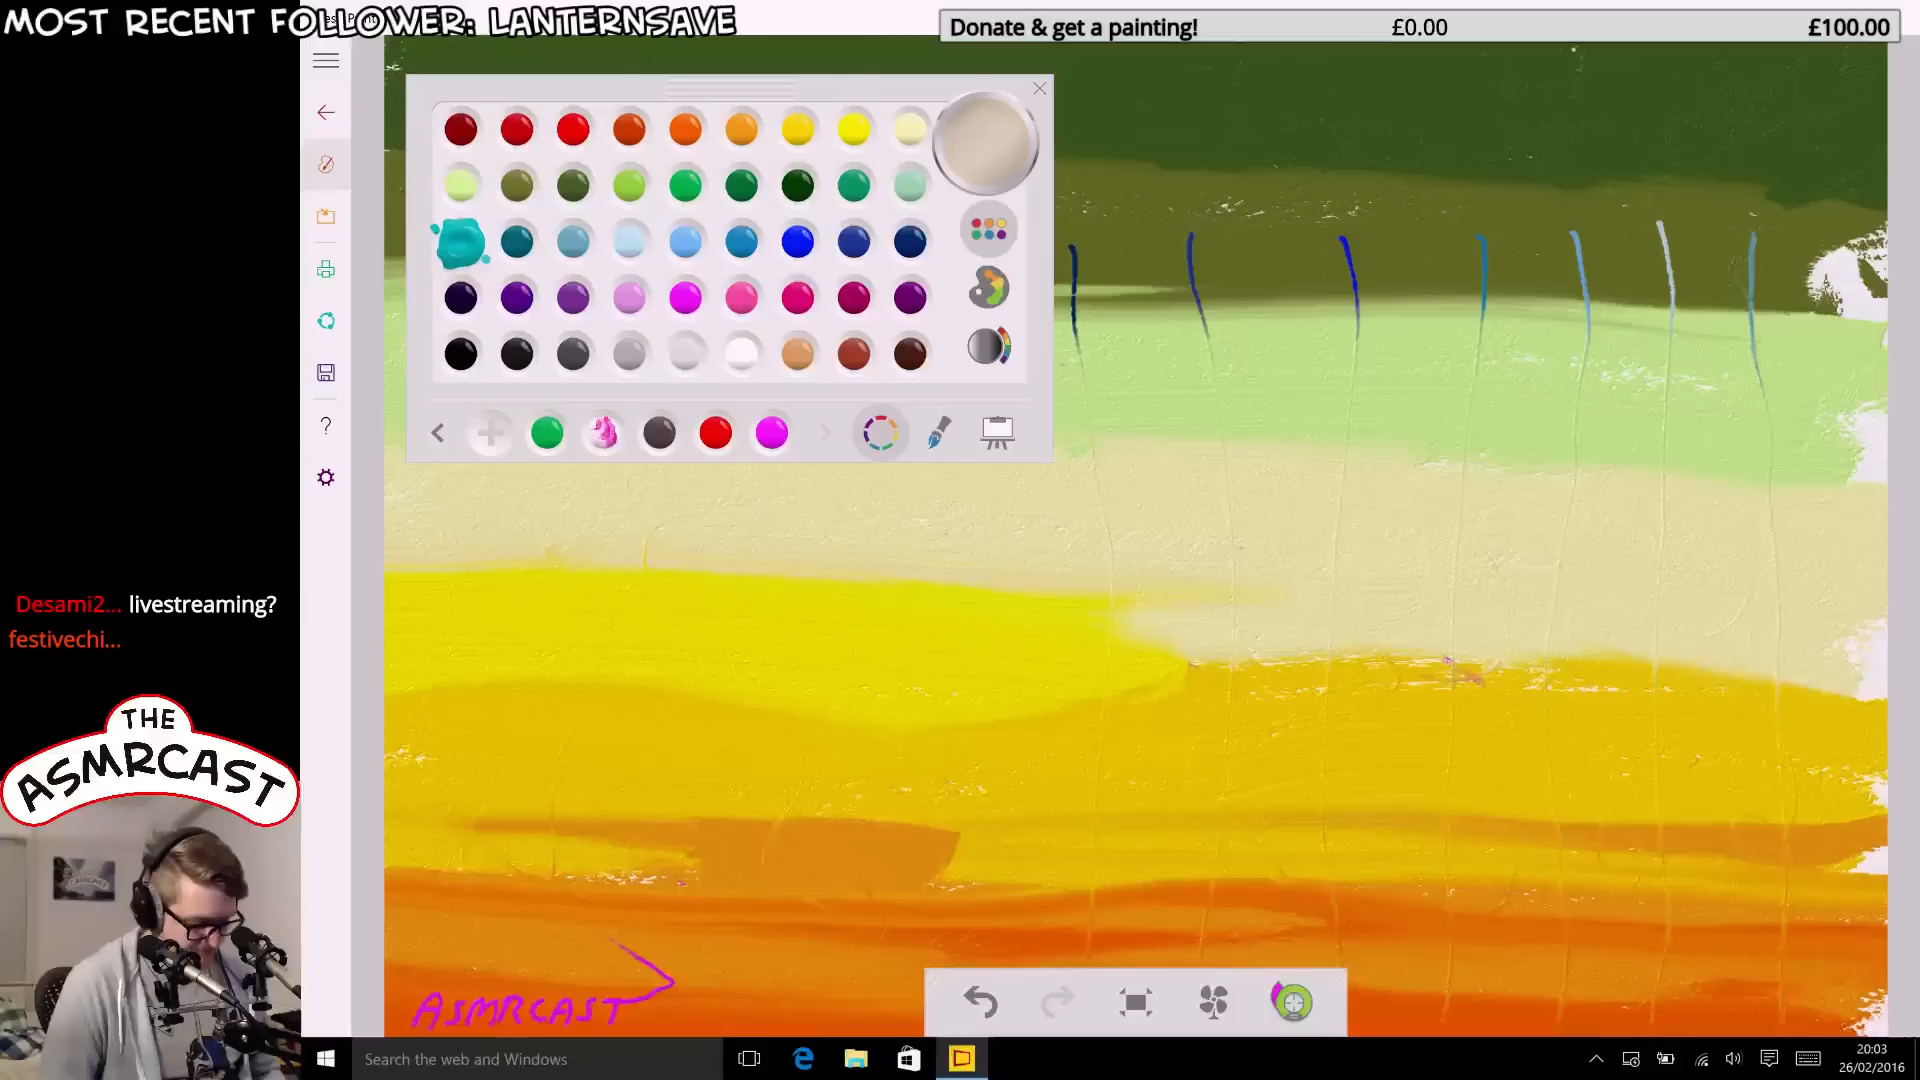 MOST RECENT FOLLOWER: LANTERNSAVE
Donate & get a painting!
£0.00
£100.00
Desami2... livestreaming?
festivechi...
THE
ASMRCAST
ASMRCAST
Search the web and Windows
20:03
26/02/2016